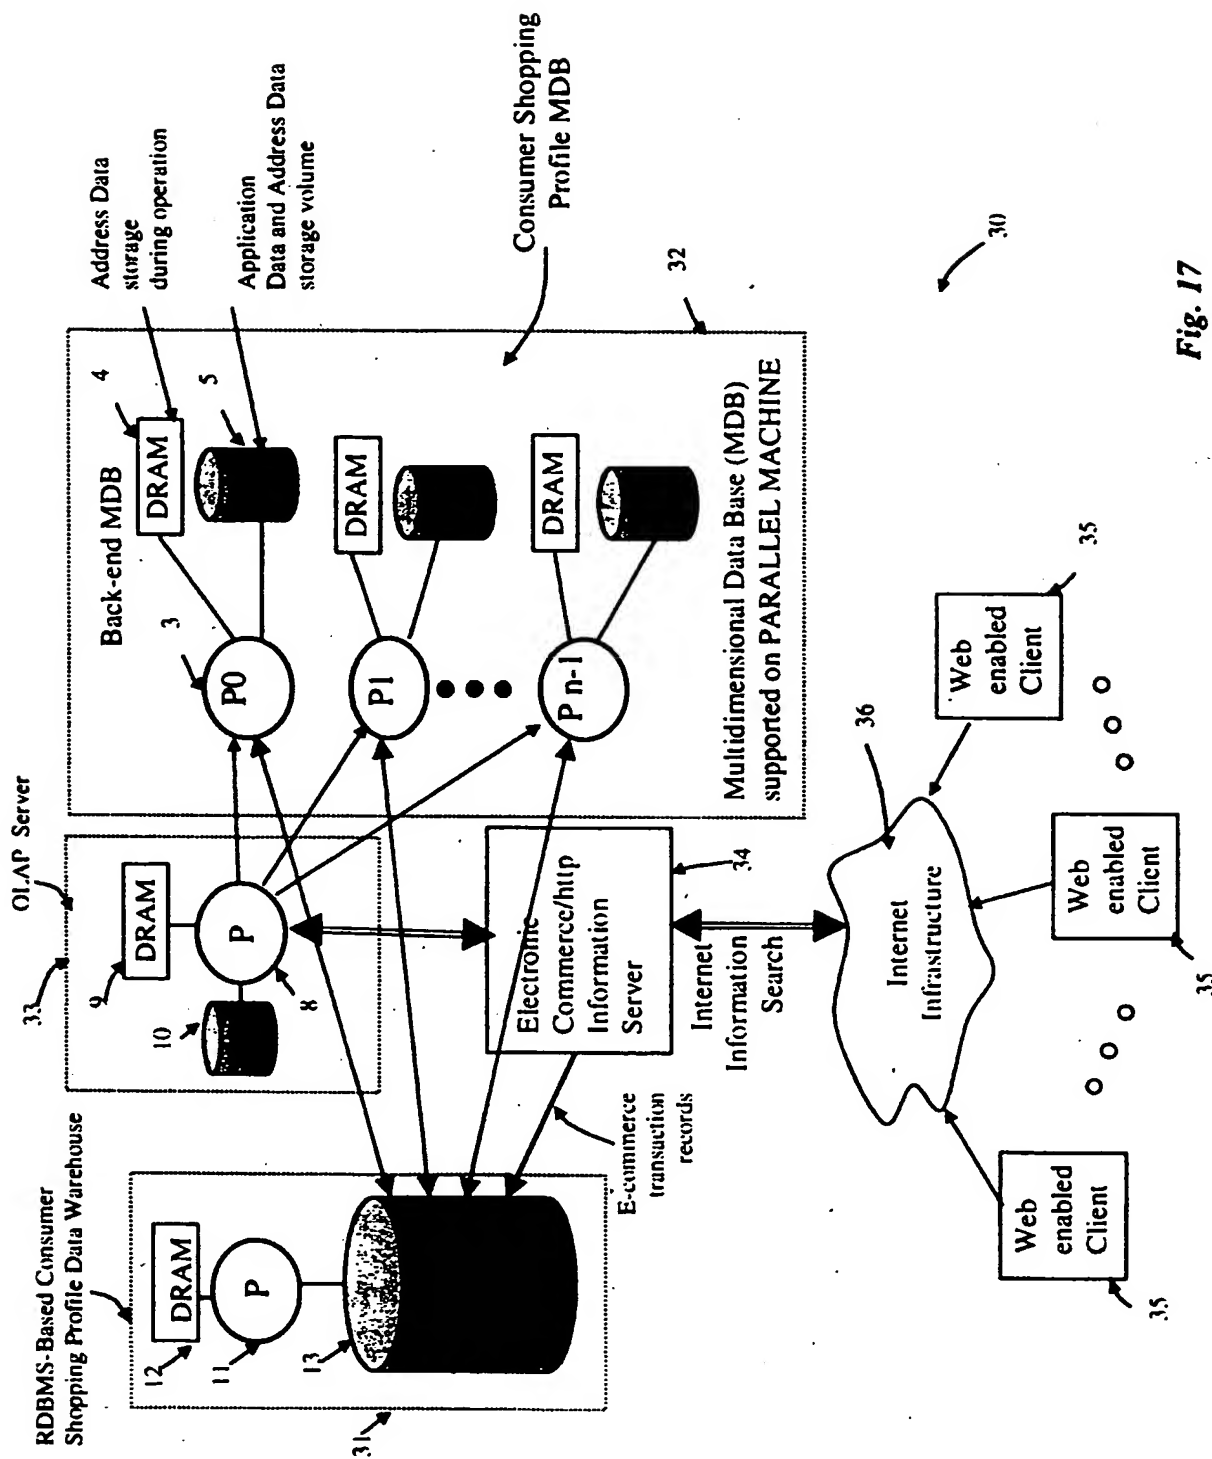 RDBMS-Based Consumer
Shopping Profile Data Warehouse
12
DRAM
P
11
13
31
OLAP Server
33
9
DRAM
P
10
8
Back-end MDB
3
P0
4
DRAM
5
P1
DRAM
P n-1
DRAM
Multidimensional Data Base (MDB)
supported on PARALLEL MACHINE
Address Data
storage
during operation
Application
Data and Address Data
storage volume
Consumer Shopping
Profile MDB
32
Electronic
Commerce/http
Information
Server
34
E-commerce
transaction
records
Internet
Information
Search
Internet
Infrastructure
36
Web
enabled
Client
35
Web
enabled
Client
35
Web
enabled
Client
35
30
Fig. 17